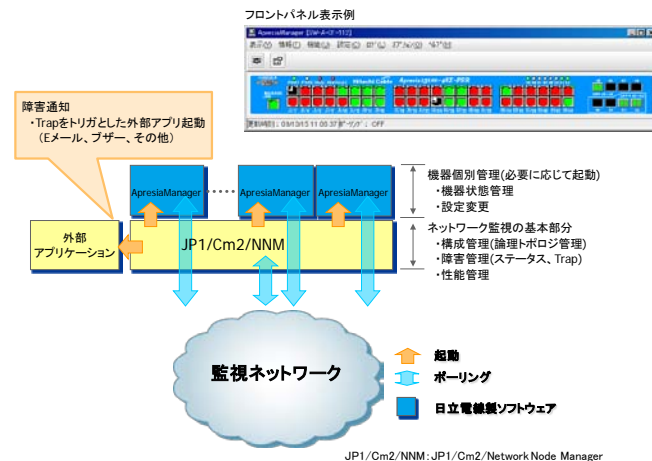 フロントパネル表示例
ApresiaManager
障害通知
・Trapをトリガとした外部アプリ起動
（Eメール、ブザー、その他）
ApresiaManager
ApresiaManager
ApresiaManager
機器個別管理(必要に応じて起動)
・機器状態管理
・設定変更
外部
アプリケーション
JP1/Cm2/NNM
ネットワーク監視の基本部分
・構成管理(論理トポロジ管理)
・障害管理(ステータス、Trap)
・性能管理
監視ネットワーク
起動
ポーリング
日立電線製ソフトウェア
JP1/Cm2/NNM:JP1/Cm2/Network Node Manager